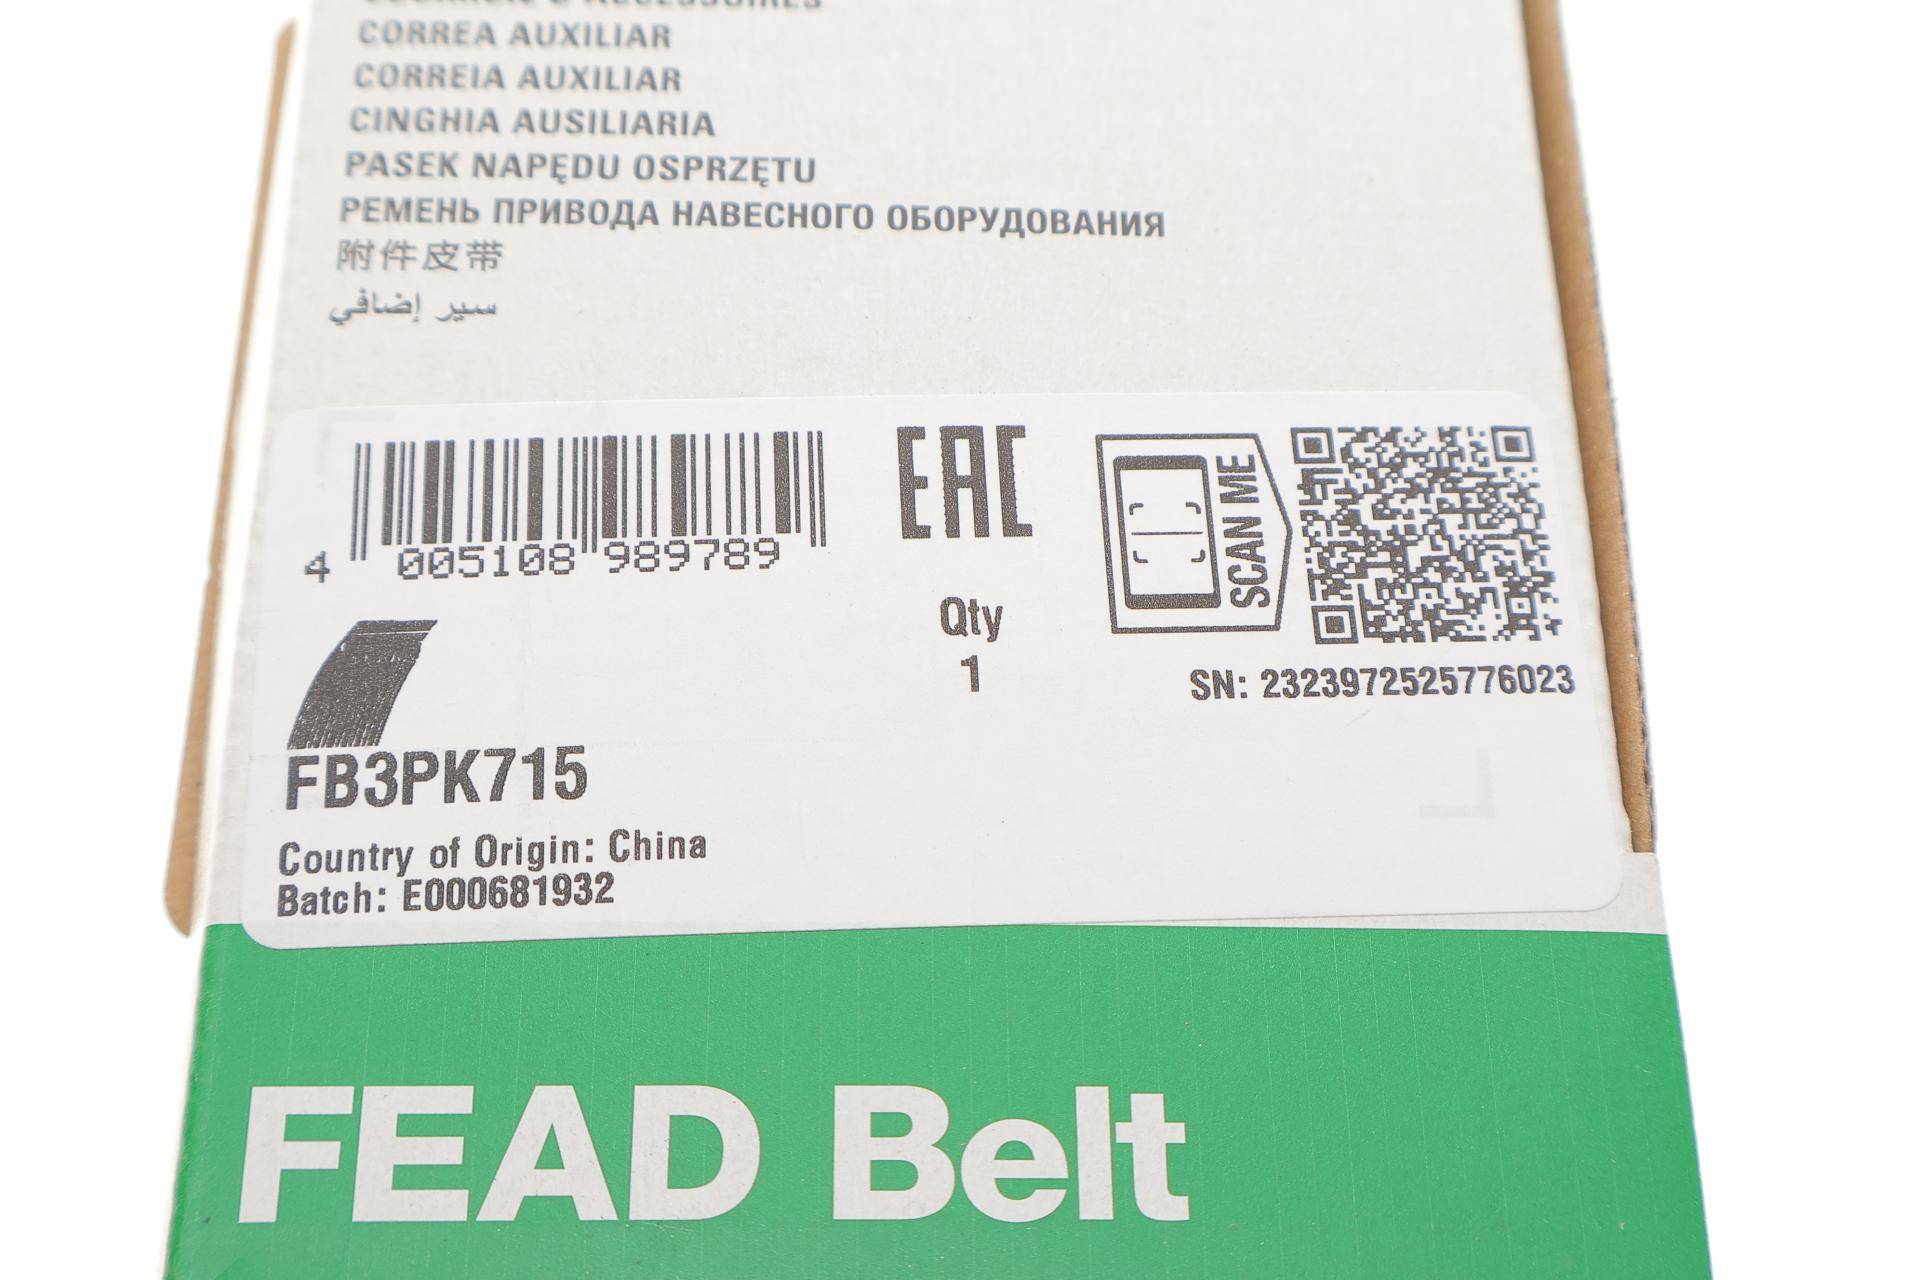 CORREA AUXILIAR
CORREIA AUXILIAR
CINGHIA AUSILIARIA
PASEK NAPĘDU OSPRZĘTU
РЕМЕНЬ ПРИВОДА НАВЕСНОГО ОБОРУДОВАНИЯ
附件皮带
سير إضافي
4 005108 989789
EAC
SCAN ME
Qty
1
SN: 2323972525776023
FB3PK715
Country of Origin: China
Batch: E000681932
FEAD Belt